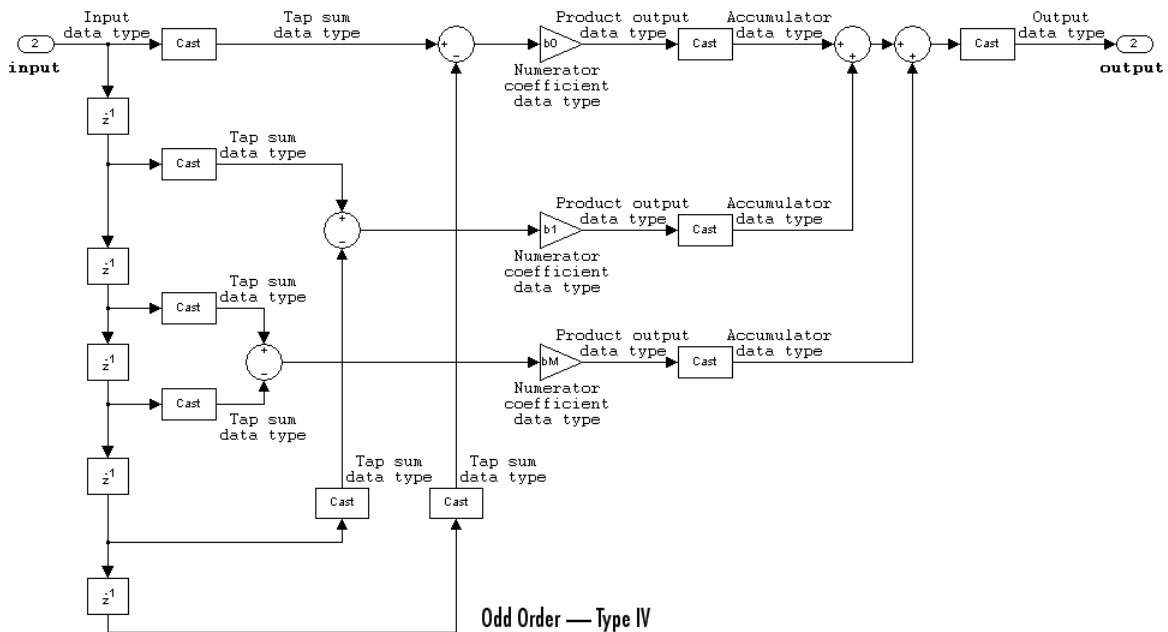 Input
data type
Tap sum
data type
Product output
data type
Accumulator
data type
Output
data type
2
Cast
+
−
b0
Cast
+
+
+
+
Cast
2
input
output
Numerator
coefficient
data type
z-1
Tap sum
data type
Cast
Product output
data type
Accumulator
data type
+
−
b1
Cast
Numerator
coefficient
data type
z-1
Tap sum
data type
Cast
Product output
data type
Accumulator
data type
z-1
+
−
bM
Cast
Numerator
coefficient
data type
Cast
Tap sum
data type
z-1
Tap sum
data type
Tap sum
data type
Cast
Cast
z-1
Odd Order — Type IV